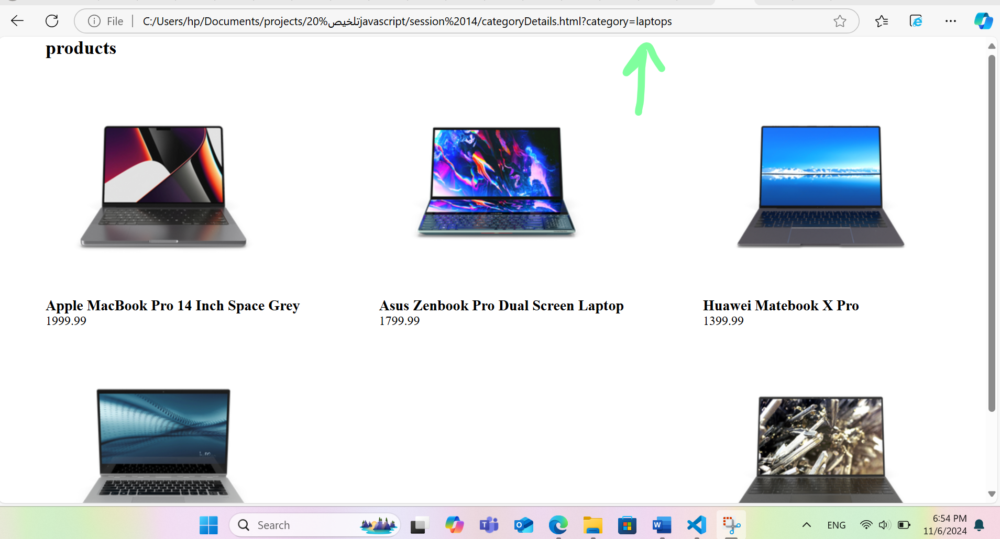 File
C:/Users/hp/Documents/projects/20%تلخيصjavascript/session%2014/categoryDetails.html?category=laptops
products
Apple MacBook Pro 14 Inch Space Grey
1999.99
Asus Zenbook Pro Dual Screen Laptop
1799.99
Huawei Matebook X Pro
1399.99
Search
ENG
6:54 PM
11/6/2024